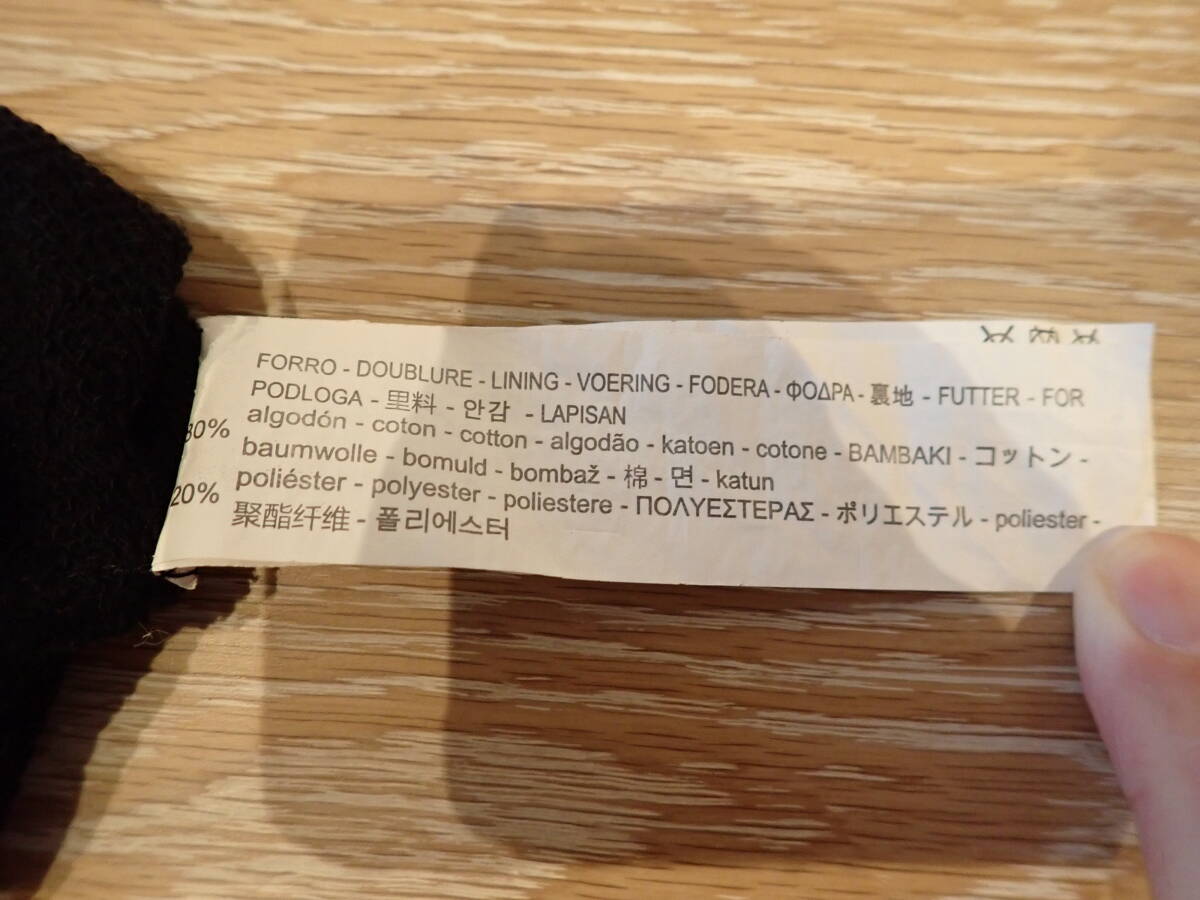 FORRO - DOUBLURE - LINING - VOERING - FODERA - ΦΟΔΡΑ - 裏地 - FUTTER - FOR
PODLOGA - 里料 - 안감 - LAPISAN
80% algodón - coton - cotton - algodão - katoen - cotone - BAMBAKI - コットン -
baumwolle - bomuld - bombaž - 棉 - 면 - katun
20% poliéster - polyester - poliestere - ΠΟΛΥΕΣΤΕΡΑΣ - ポリエステル - poliester -
聚酯纤维 - 폴리에스터